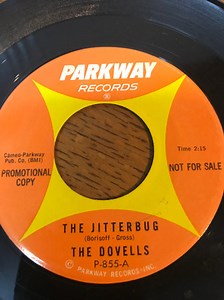 PARKWAY
RECORDS
®
Cameo-Parkway
Pub. Co. (BMI)
PROMOTIONAL
COPY
Time 2:15
NOT FOR SALE
THE JITTERBUG
(Borisoff - Gross)
THE DOVELLS
P-855-A
© PARKWAY RECORDS-INC.